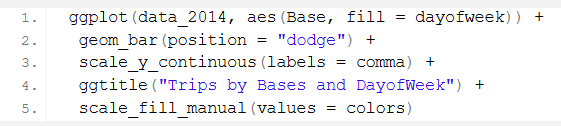 1. ggplot(data_2014, aes(Base, fill = dayofweek)) +
2. geom_bar(position = "dodge") +
3. scale_y_continuous(labels = comma) +
4. ggtitle("Trips by Bases and DayofWeek") +
5. scale_fill_manual(values = colors)